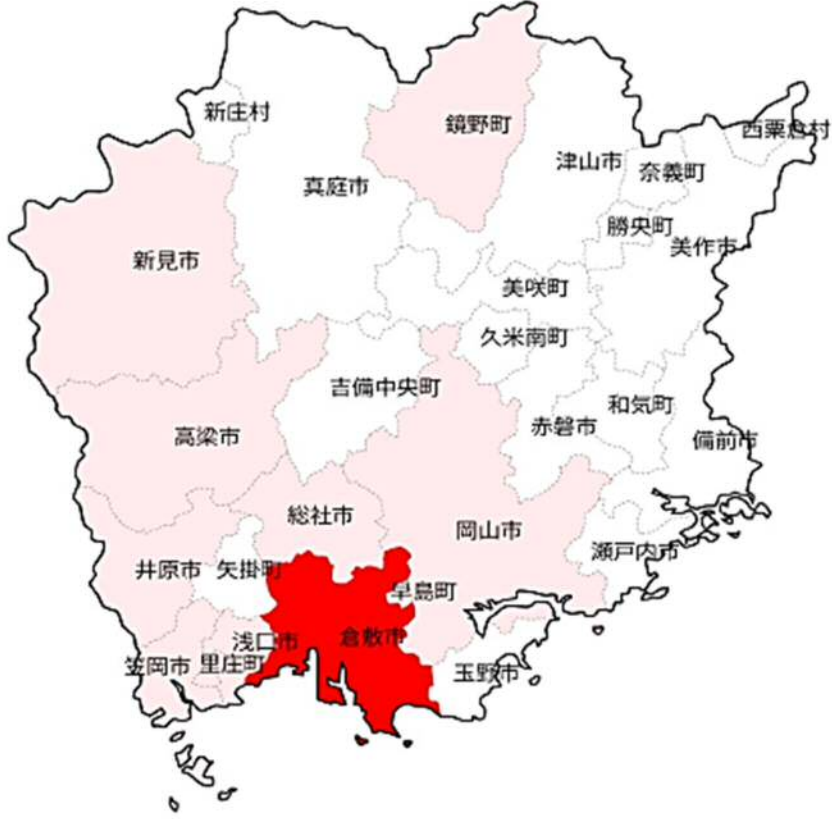 新庄村
鏡野町
西粟倉村
津山市
奈義町
真庭市
勝央町
美作市
新見市
美咲町
久米南町
吉備中央町
和気町
赤磐市
高梁市
備前市
総社市
岡山市
瀬戸内市
井原市
矢掛町
早島町
浅口市
倉敷市
笠岡市
里庄町
玉野市